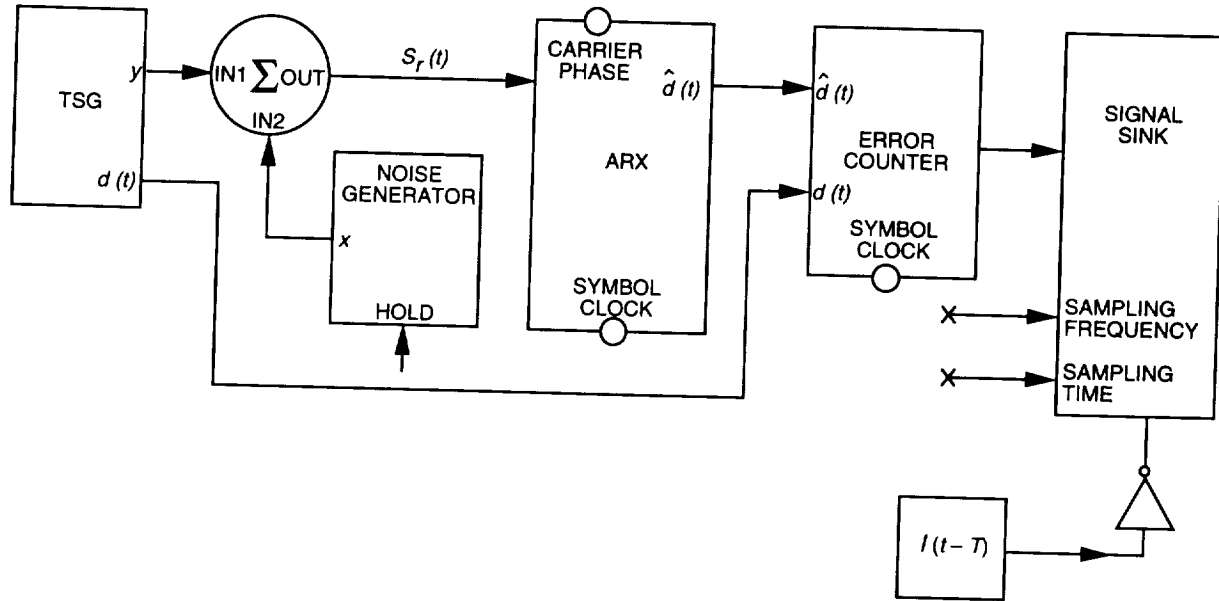 TSG
y
d (t)
IN1 Σ OUT
IN2
S_r (t)
NOISE
GENERATOR
x
HOLD
CARRIER
PHASE
d̂ (t)
ARX
SYMBOL
CLOCK
d̂ (t)
ERROR
COUNTER
d (t)
SYMBOL
CLOCK
SIGNAL
SINK
X
SAMPLING
FREQUENCY
X
SAMPLING
TIME
I (t – T)